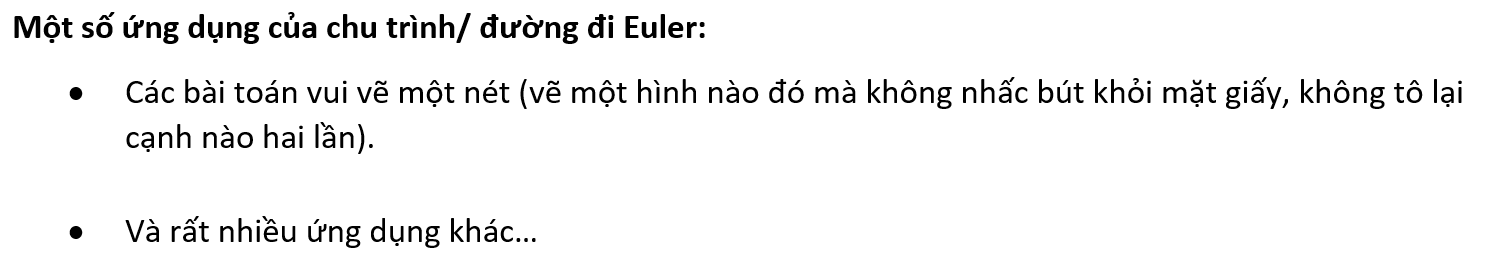 Một số ứng dụng của chu trình/ đường đi Euler:
• Các bài toán vui vẽ một nét (vẽ một hình nào đó mà không nhấc bút khỏi mặt giấy, không tô lại
cạnh nào hai lần).
• Và rất nhiều ứng dụng khác...